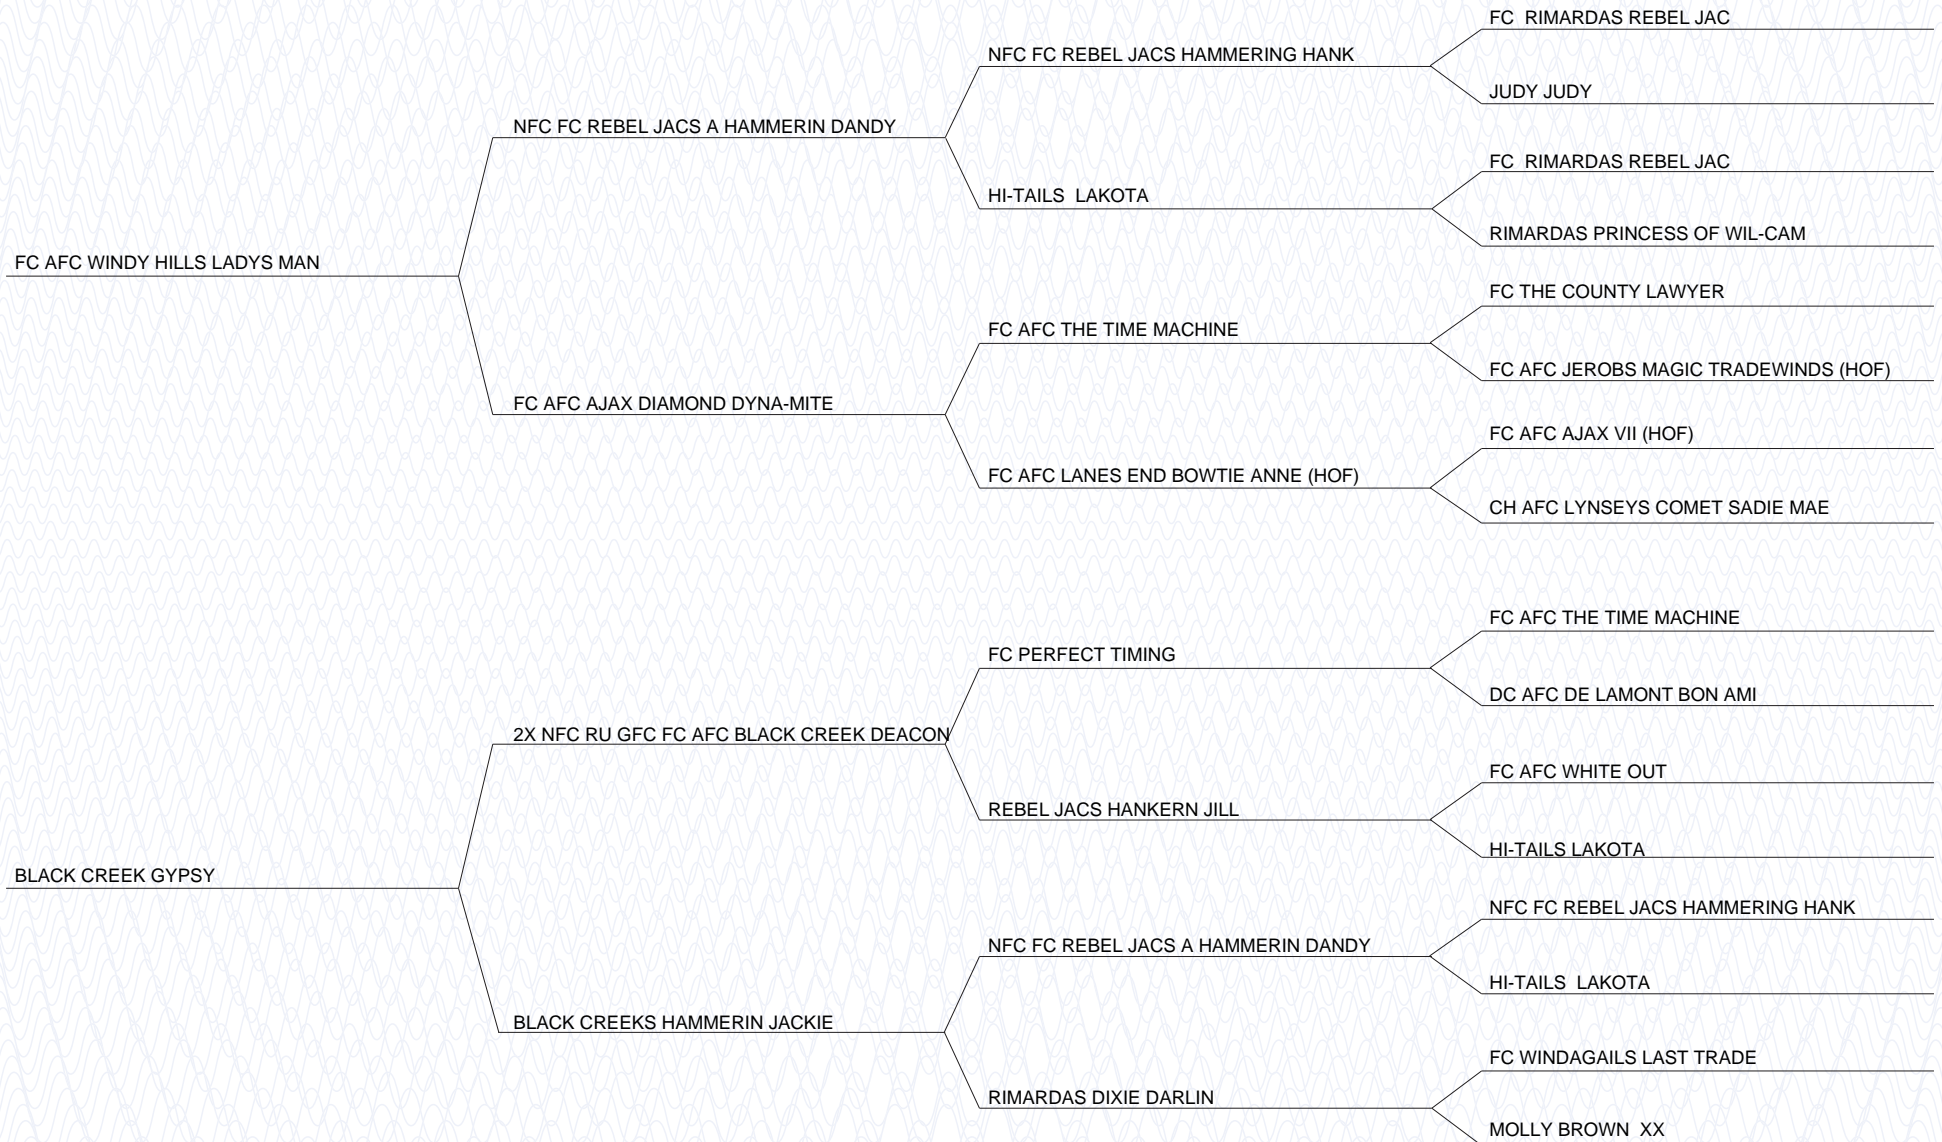 FC  RIMARDAS REBEL JAC
NFC FC REBEL JACS HAMMERING HANK
JUDY JUDY
NFC FC REBEL JACS A HAMMERIN DANDY
FC  RIMARDAS REBEL JAC
HI-TAILS  LAKOTA
RIMARDAS PRINCESS OF WIL-CAM
FC AFC WINDY HILLS LADYS MAN
FC THE COUNTY LAWYER
FC AFC THE TIME MACHINE
FC AFC JEROBS MAGIC TRADEWINDS (HOF)
FC AFC AJAX DIAMOND DYNA-MITE
FC AFC AJAX VII (HOF)
FC AFC LANES END BOWTIE ANNE (HOF)
CH AFC LYNSEYS COMET SADIE MAE
FC AFC THE TIME MACHINE
FC PERFECT TIMING
DC AFC DE LAMONT BON AMI
2X NFC RU GFC FC AFC BLACK CREEK DEACON
FC AFC WHITE OUT
REBEL JACS HANKERN JILL
HI-TAILS LAKOTA
BLACK CREEK GYPSY
NFC FC REBEL JACS HAMMERING HANK
NFC FC REBEL JACS A HAMMERIN DANDY
HI-TAILS  LAKOTA
BLACK CREEKS HAMMERIN JACKIE
FC WINDAGAILS LAST TRADE
RIMARDAS DIXIE DARLIN
MOLLY BROWN  XX